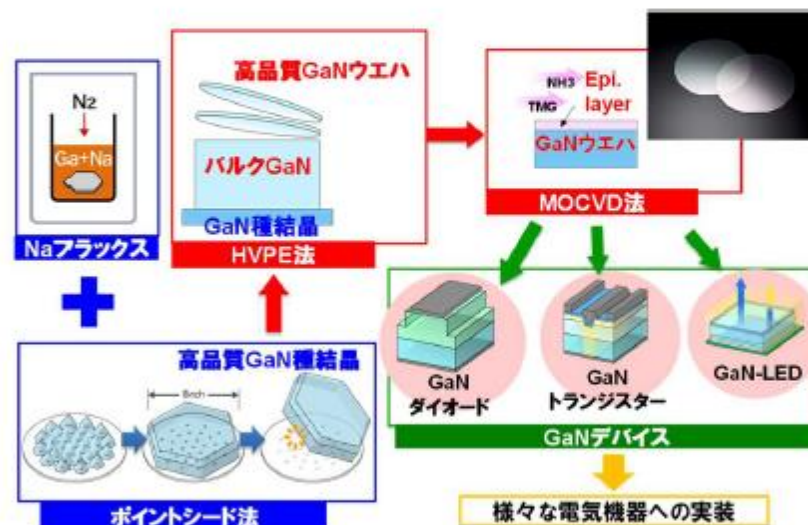 N2
Ga+Na
Naフラックス
高品質GaN種結晶
8inch
ポイントシード法
高品質GaNウエハ
バルクGaN
GaN種結晶
HVPE法
NH3
Epi.
TMG
layer
GaNウエハ
MOCVD法
GaN
ダイオード
GaN
トランジスター
GaN-LED
GaNデバイス
様々な電気機器への実装